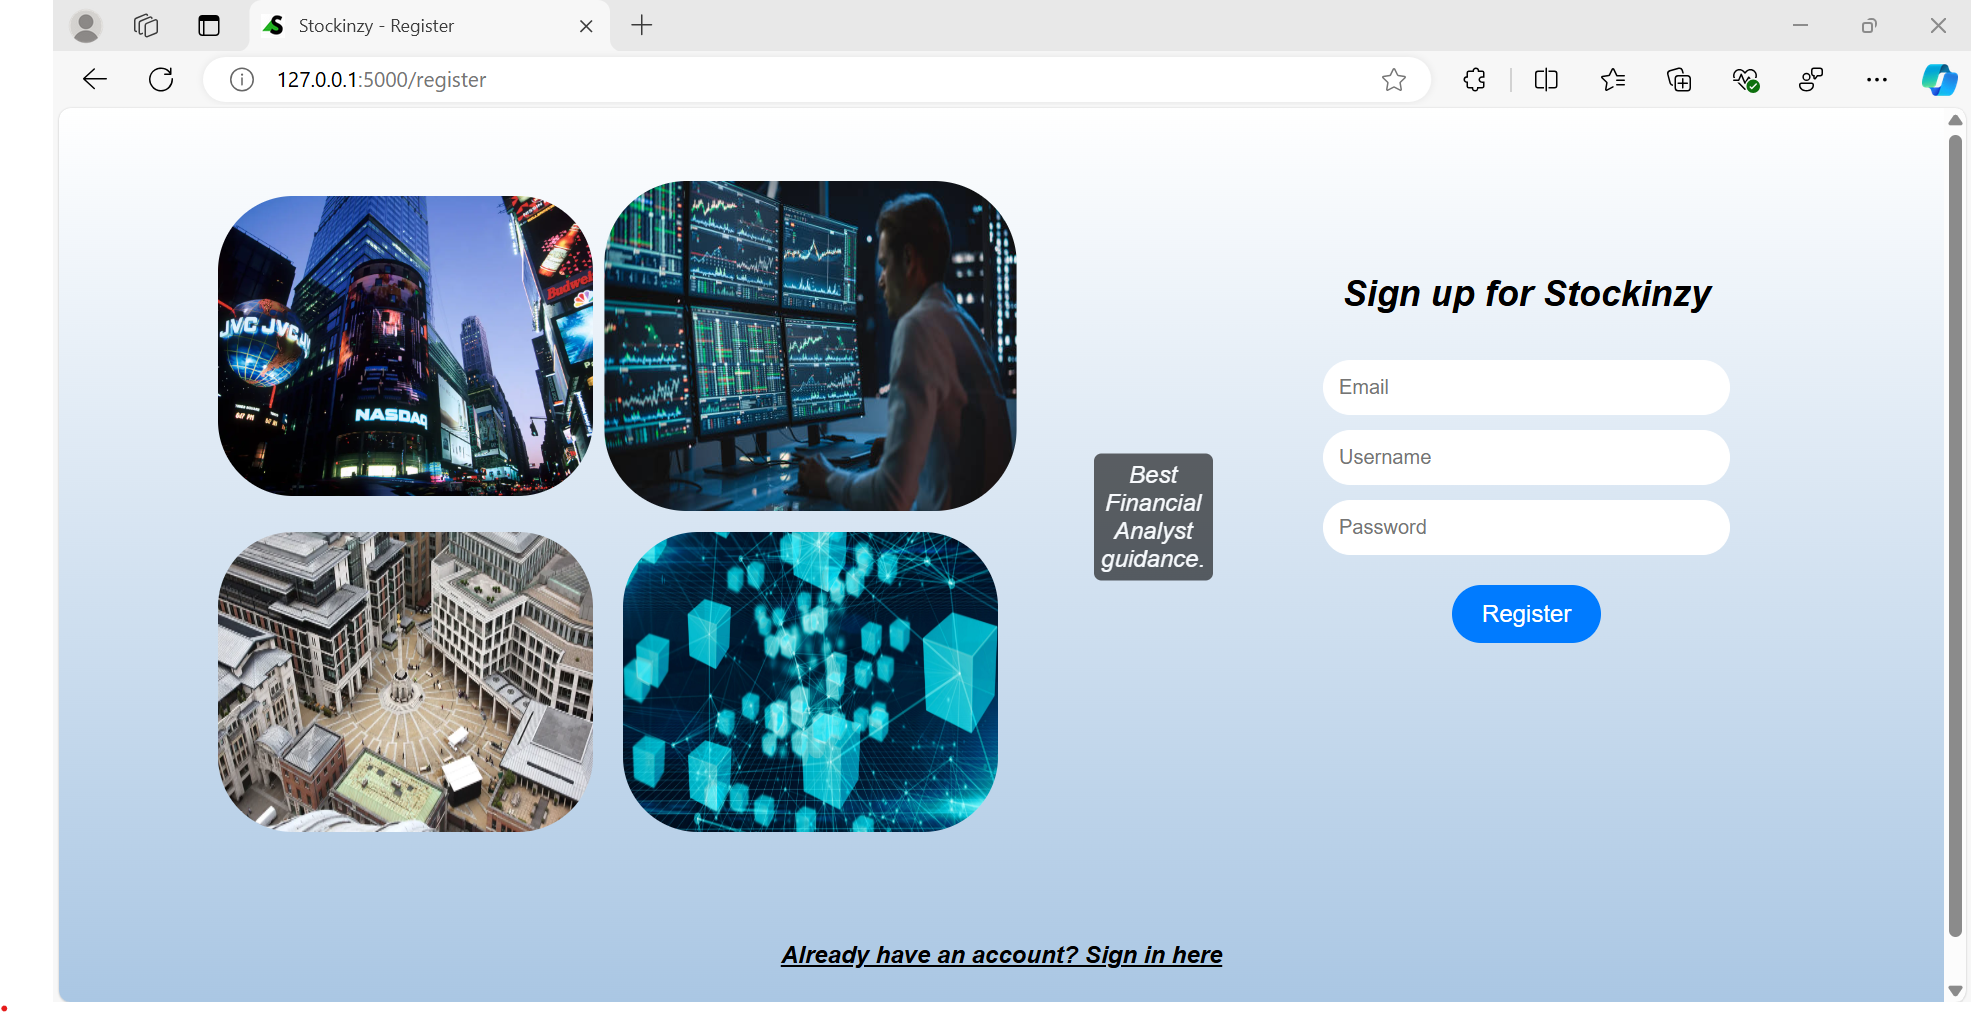 Stockinzy - Register
127.0.0.1:5000/register
JVC JVC
Budweiser
NASDAQ
Sign up for Stockinzy
Email
Username
Password
Best
Financial
Analyst
guidance.
Register
Already have an account? Sign in here